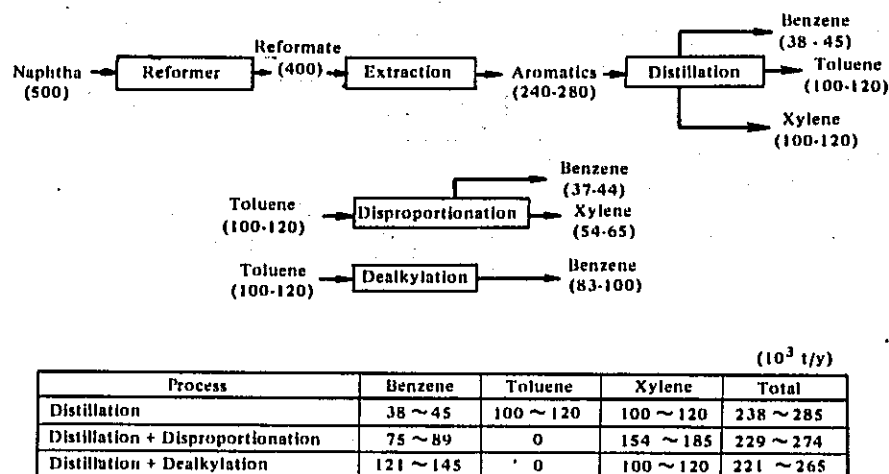 Naphtha
(500)
Reformer
Reformate
(400)
Extraction
Aromatics
(240-280)
Distillation
Benzene
(38 - 45)
Toluene
(100-120)
Xylene
(100-120)
Toluene
(100-120)
Disproportionation
Benzene
(37-44)
Xylene
(54-65)
Toluene
(100-120)
Dealkylation
Benzene
(83-100)
(10³ t/y)
Process Benzene Toluene Xylene Total
Distillation 38 ~ 45 100 ~ 120 100 ~ 120 238 ~ 285
Distillation + Disproportionation 75 ~ 89 0 154 ~ 185 229 ~ 274
Distillation + Dealkylation 121 ~ 145 0 100 ~ 120 221 ~ 265